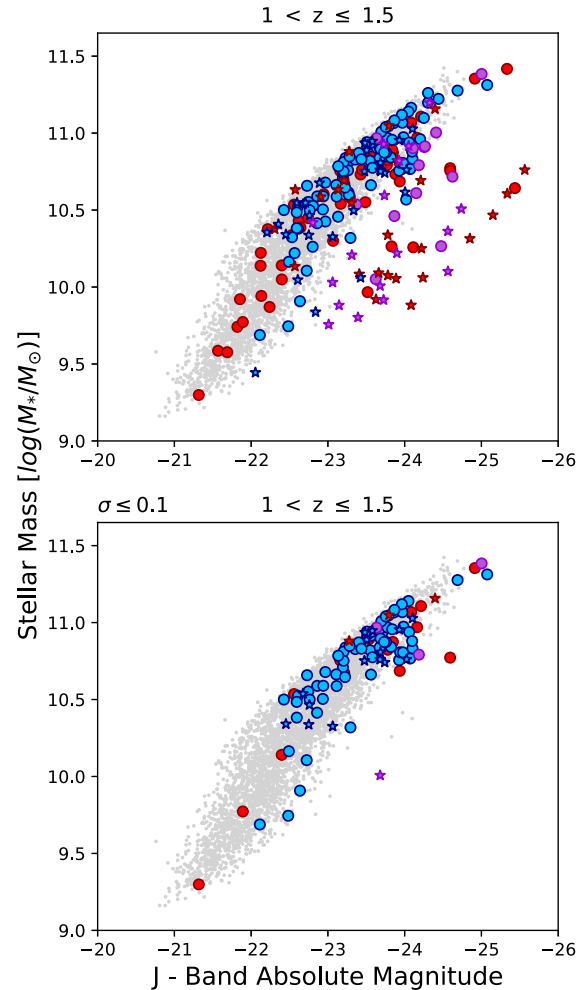 1 < z ≤ 1.5
11.5
11.0
10.5
10.0
9.5
9.0
−20 −21 −22 −23 −24 −25 −26
Stellar Mass [log(M*/M⊙)]
σ ≤ 0.1 1 < z ≤ 1.5
11.5
11.0
10.5
10.0
9.5
9.0
−20 −21 −22 −23 −24 −25 −26
J - Band Absolute Magnitude